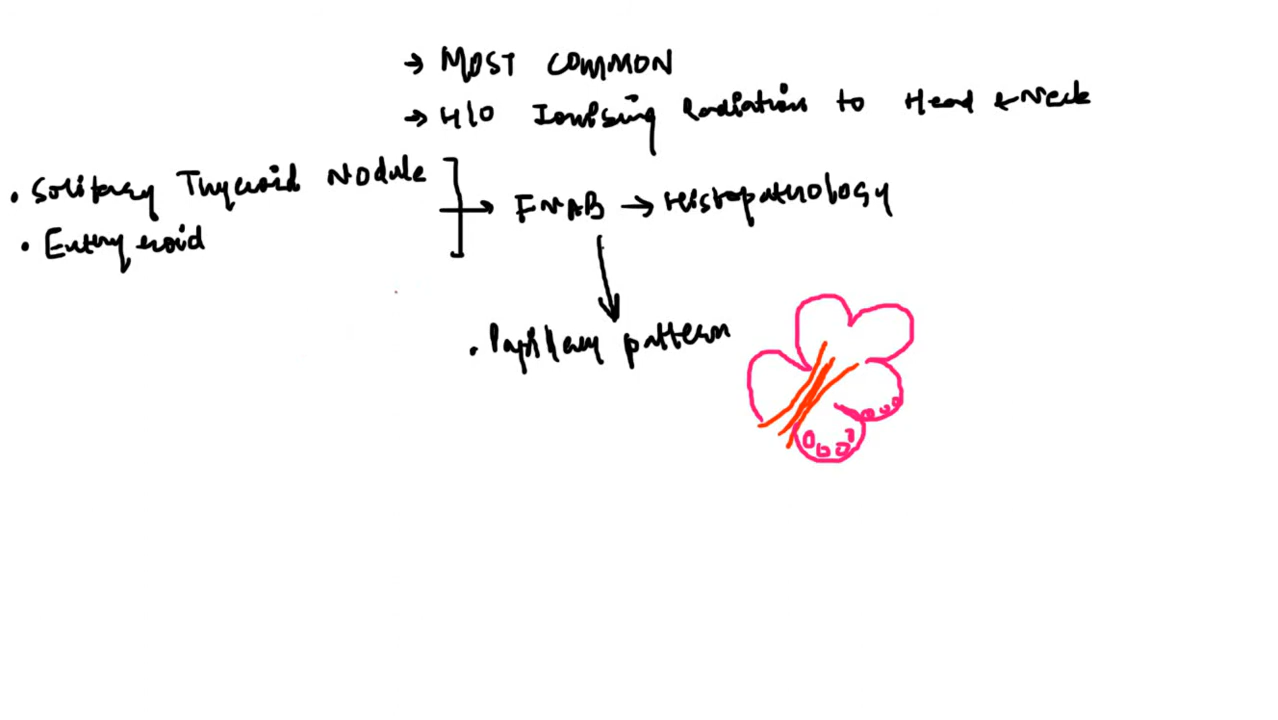 → MOST COMMON
→ H/O Ionising Radiation to Head & Neck
• Solitary Thyroid Nodule
• Euthyroid
→ FNAB → Histopathology
• Papillary pattern